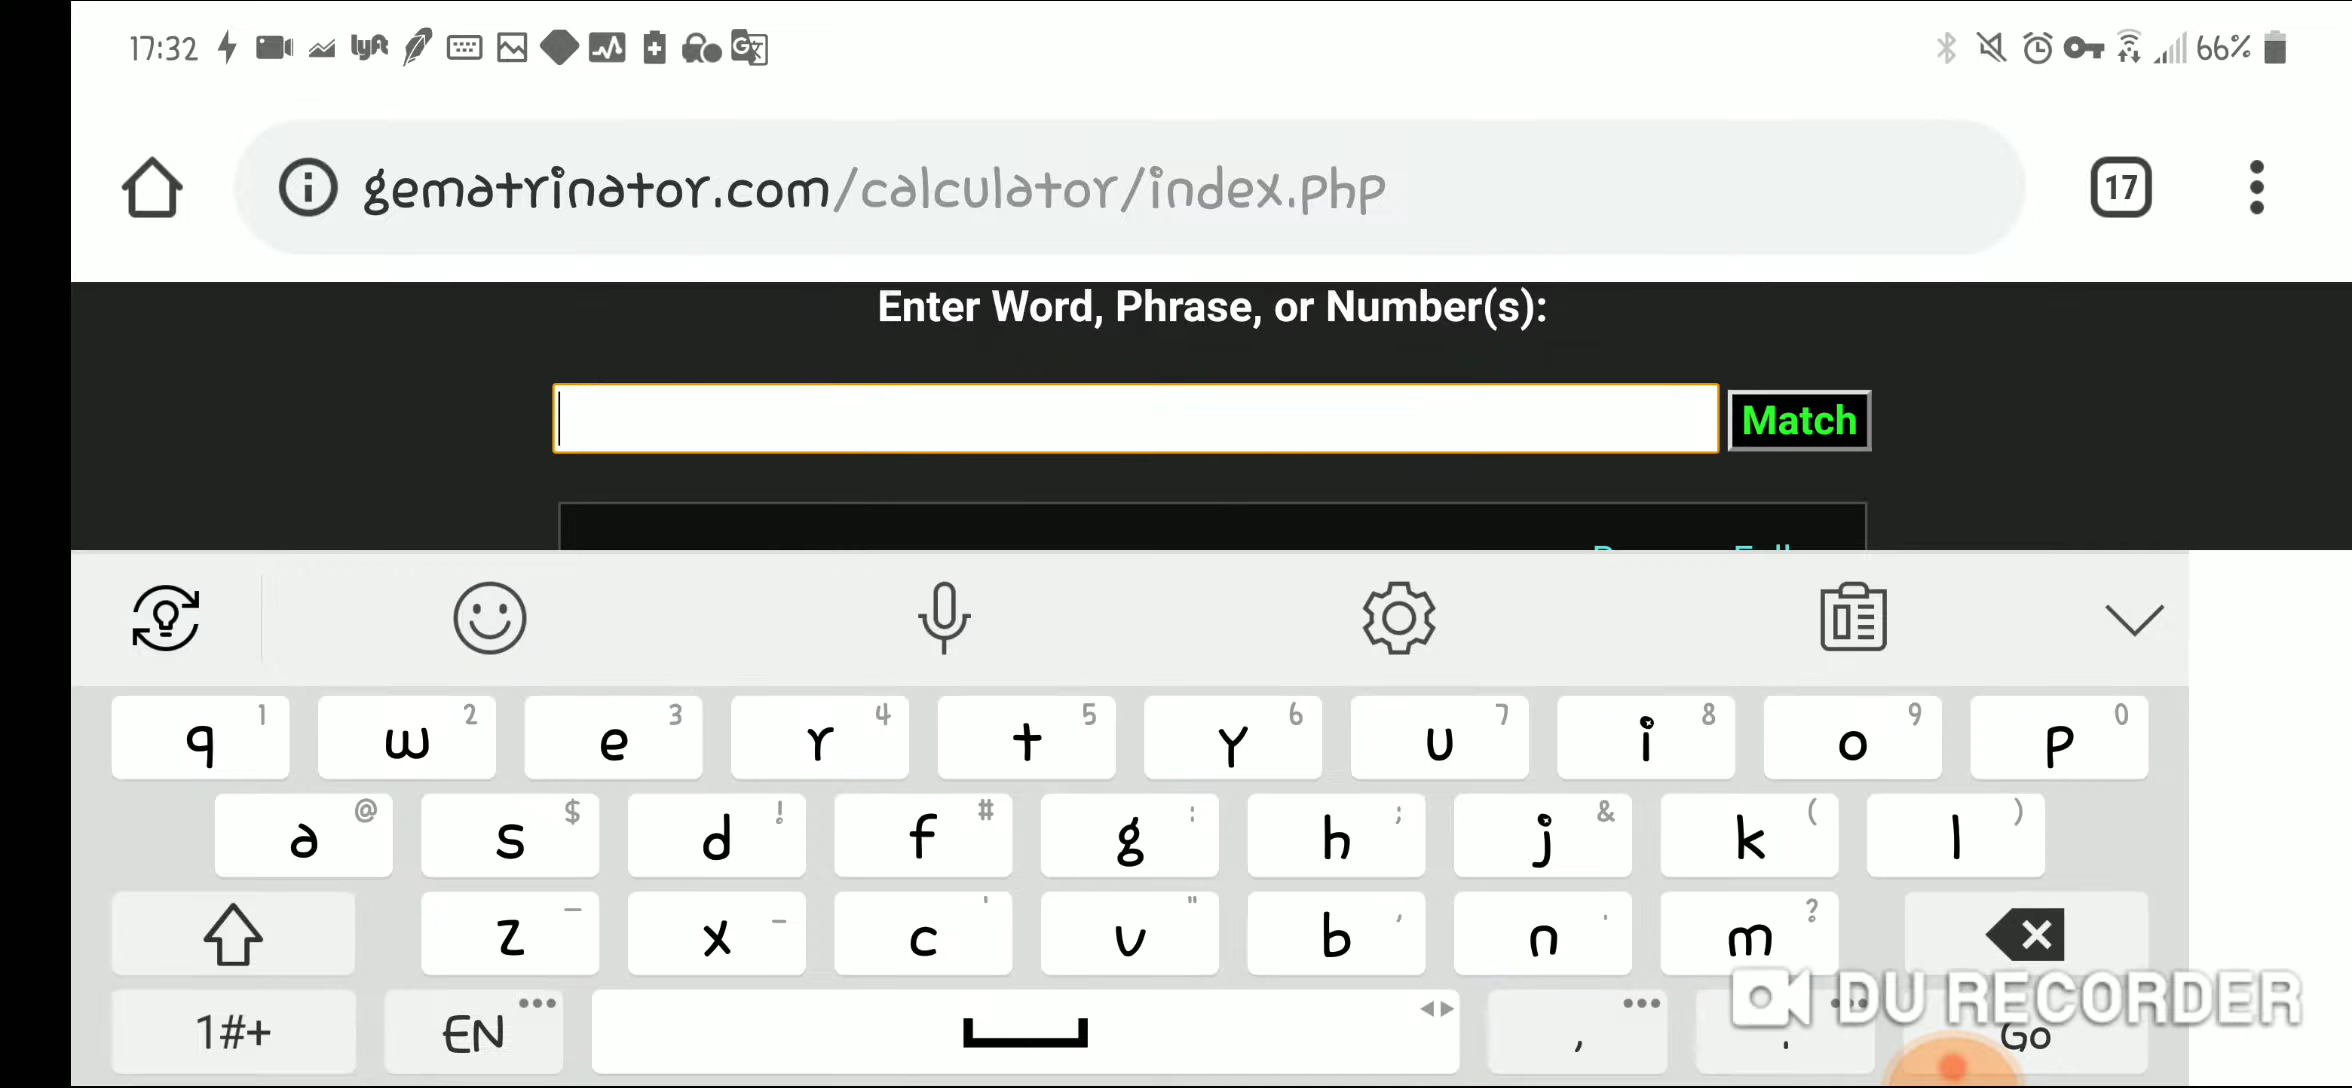 17:32 lyft 66%
gematrinator.com/calculator/index.php 17
Enter Word, Phrase, or Number(s):
Match
1 2 3 4 5 6 7 8 9 0
q w e r t y u i o p
@ $ ! # : ; & ( )
a s d f g h j k l
— - ' " , . ?
z x c v b n m
DU RECORDER
1#+ EN , . Go